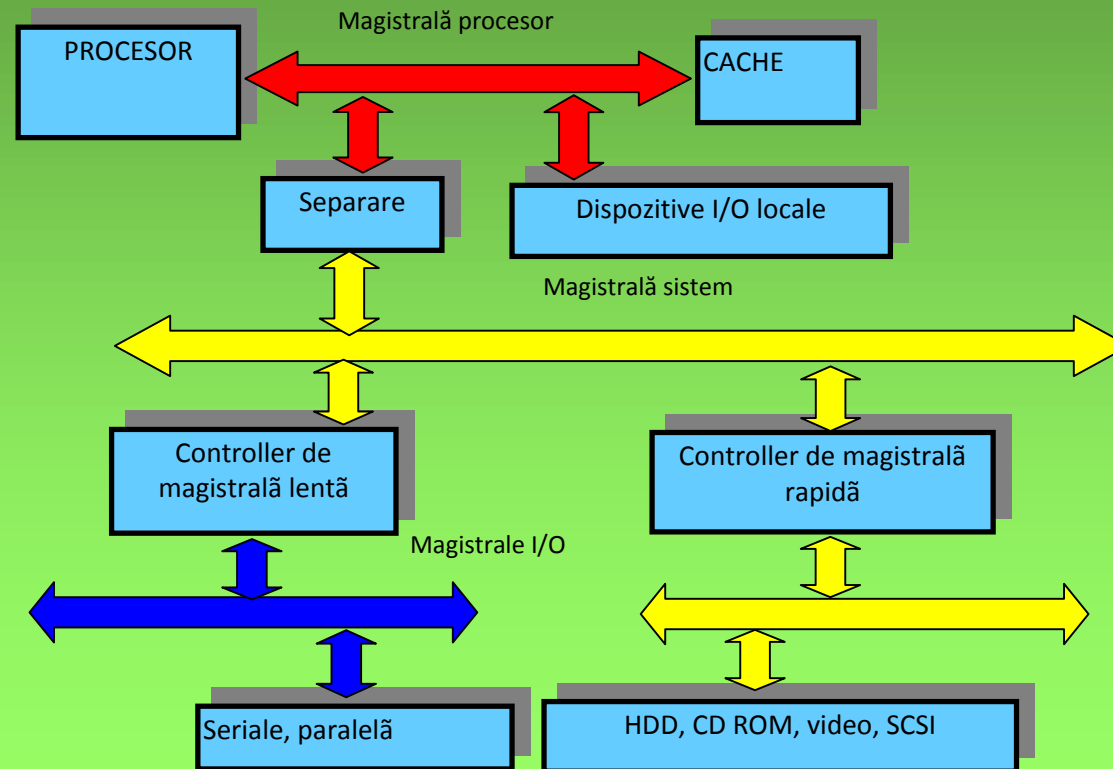 Magistrală procesor
PROCESOR
CACHE
Separare
Dispozitive I/O locale
Magistrală sistem
Controller de
magistralã lentã
Controller de magistralã
rapidã
Magistrale I/O
Seriale, paralelã
HDD, CD ROM, video, SCSI